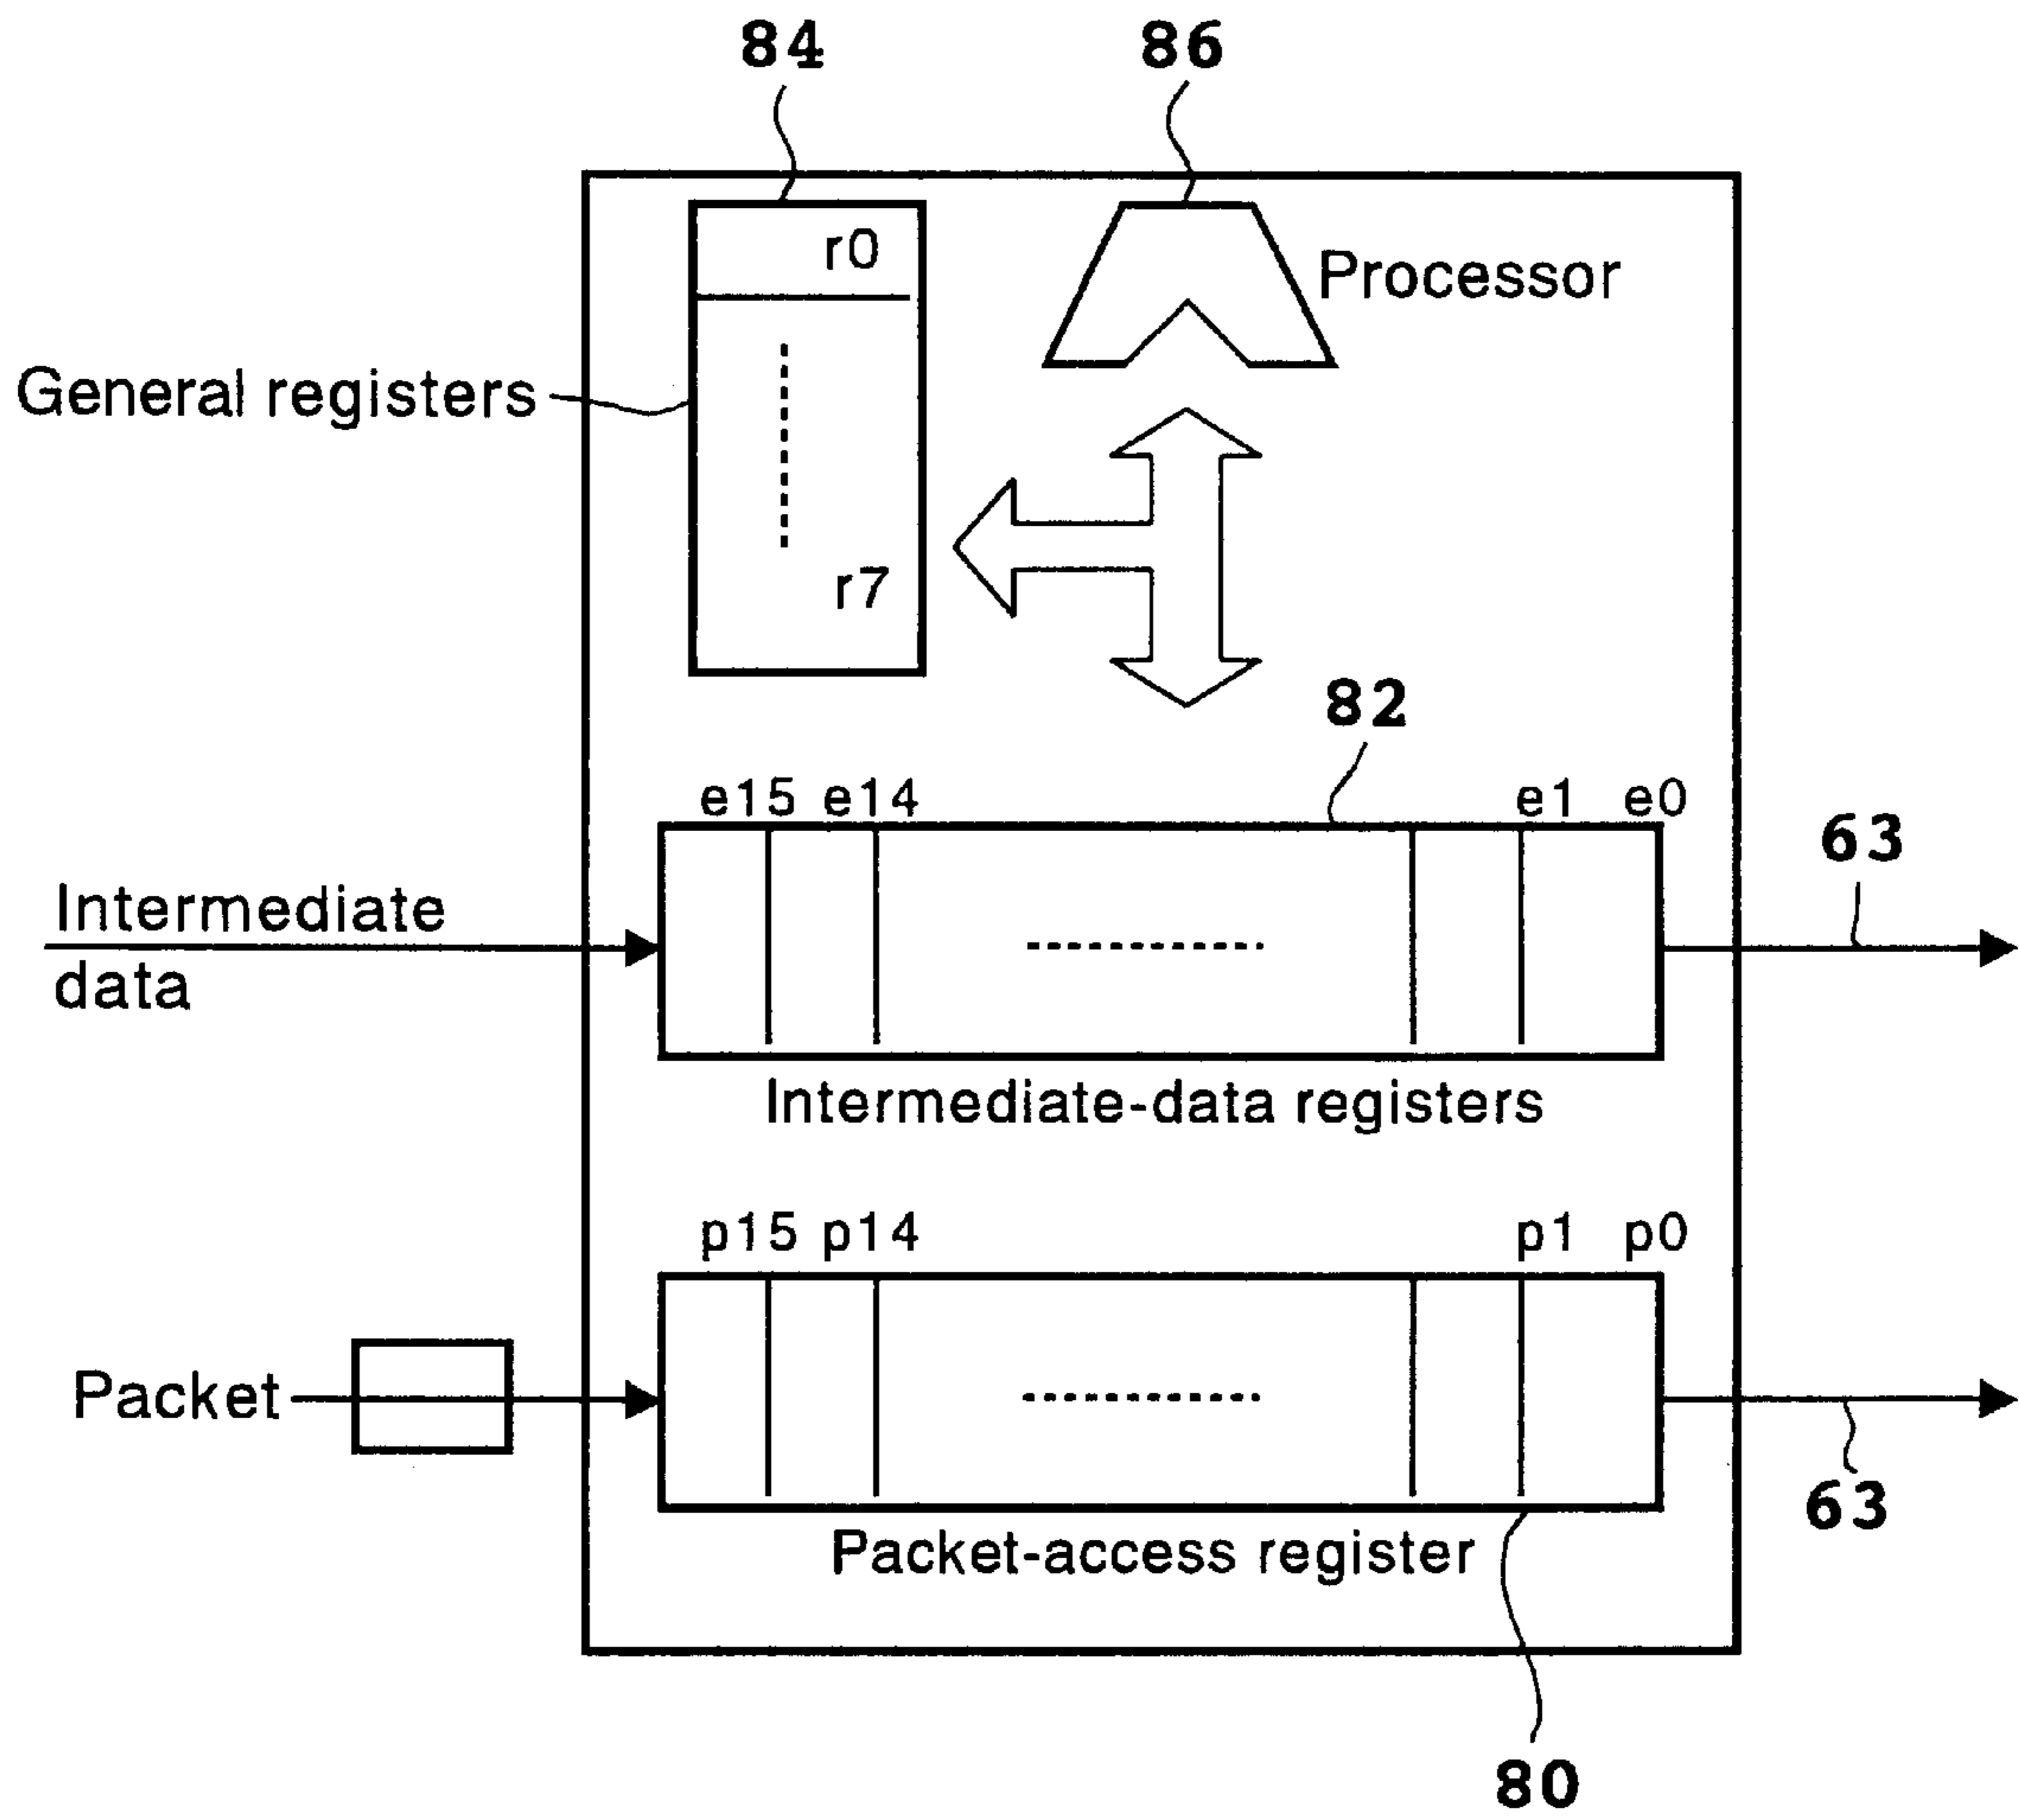 84
86
r0
Processor
General registers
r7
82
e15 e14 e1 e0
63
Intermediate
data
Intermediate-data registers
p15 p14 p1 p0
Packet
63
Packet-access register
80